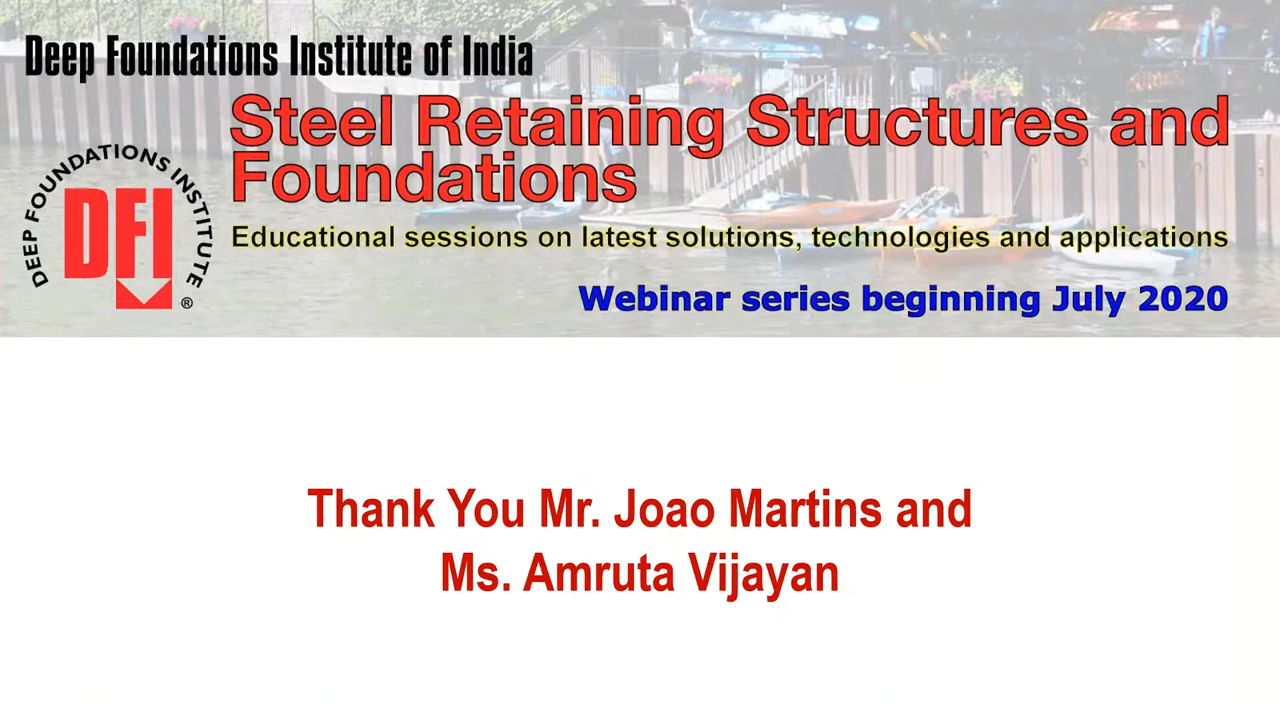 Deep Foundations Institute of India
Steel Retaining Structures and
Foundations
DEEP FOUNDATIONS INSTITUTE
DFI
®
Educational sessions on latest solutions, technologies and applications
Webinar series beginning July 2020
Thank You Mr. Joao Martins and
Ms. Amruta Vijayan